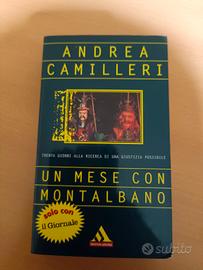 ANDREA
CAMILLERI
TRENTA GIORNI ALLA RICERCA DI UNA GIUSTIZIA POSSIBILE
UN MESE CON
MONTALBANO
solo con
il Giornale
subito